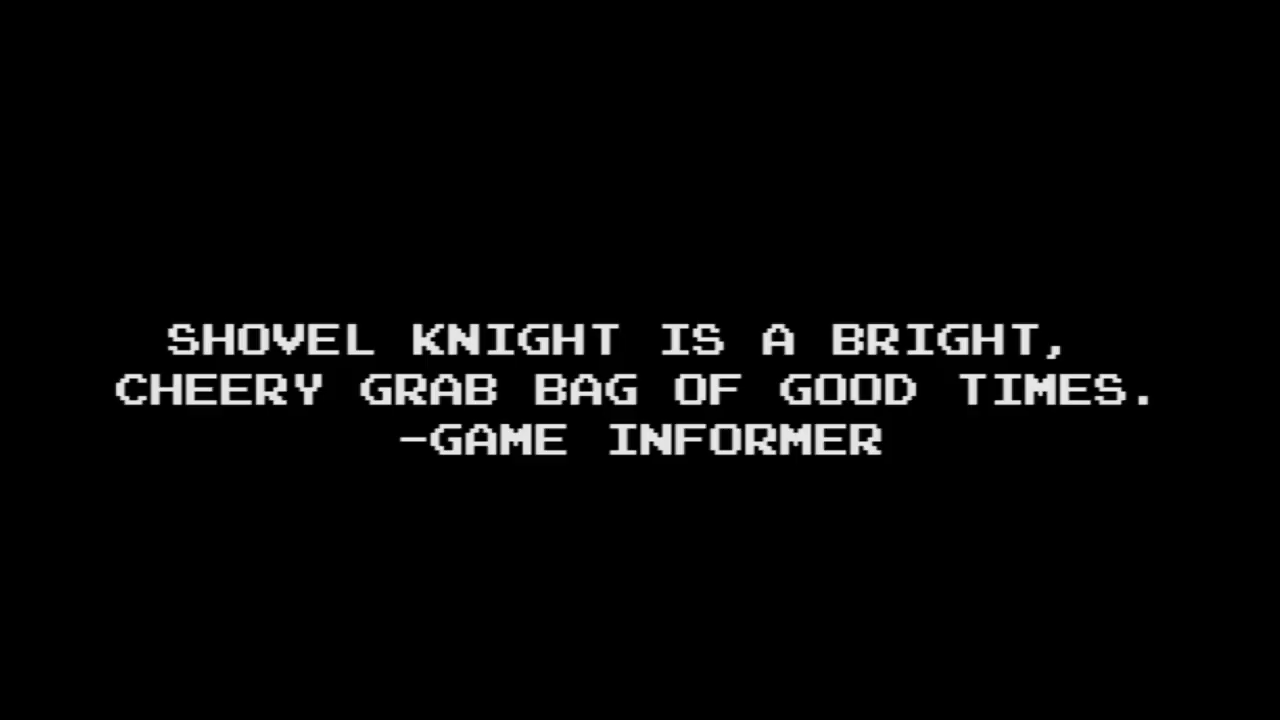 SHOVEL KNIGHT IS A BRIGHT,
CHEERY GRAB BAG OF GOOD TIMES.
-GAME INFORMER